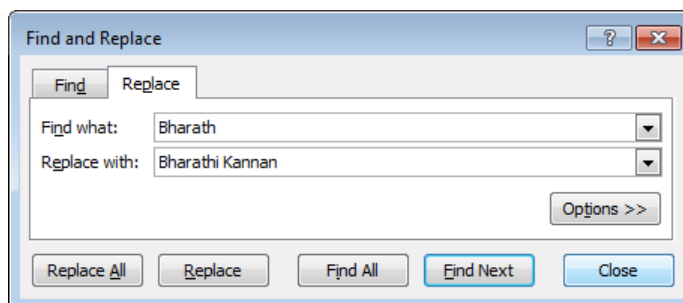 Find and Replace
Find Replace
Find what: Bharath
Replace with: Bharathi Kannan
Options >>
Replace All Replace Find All Find Next Close